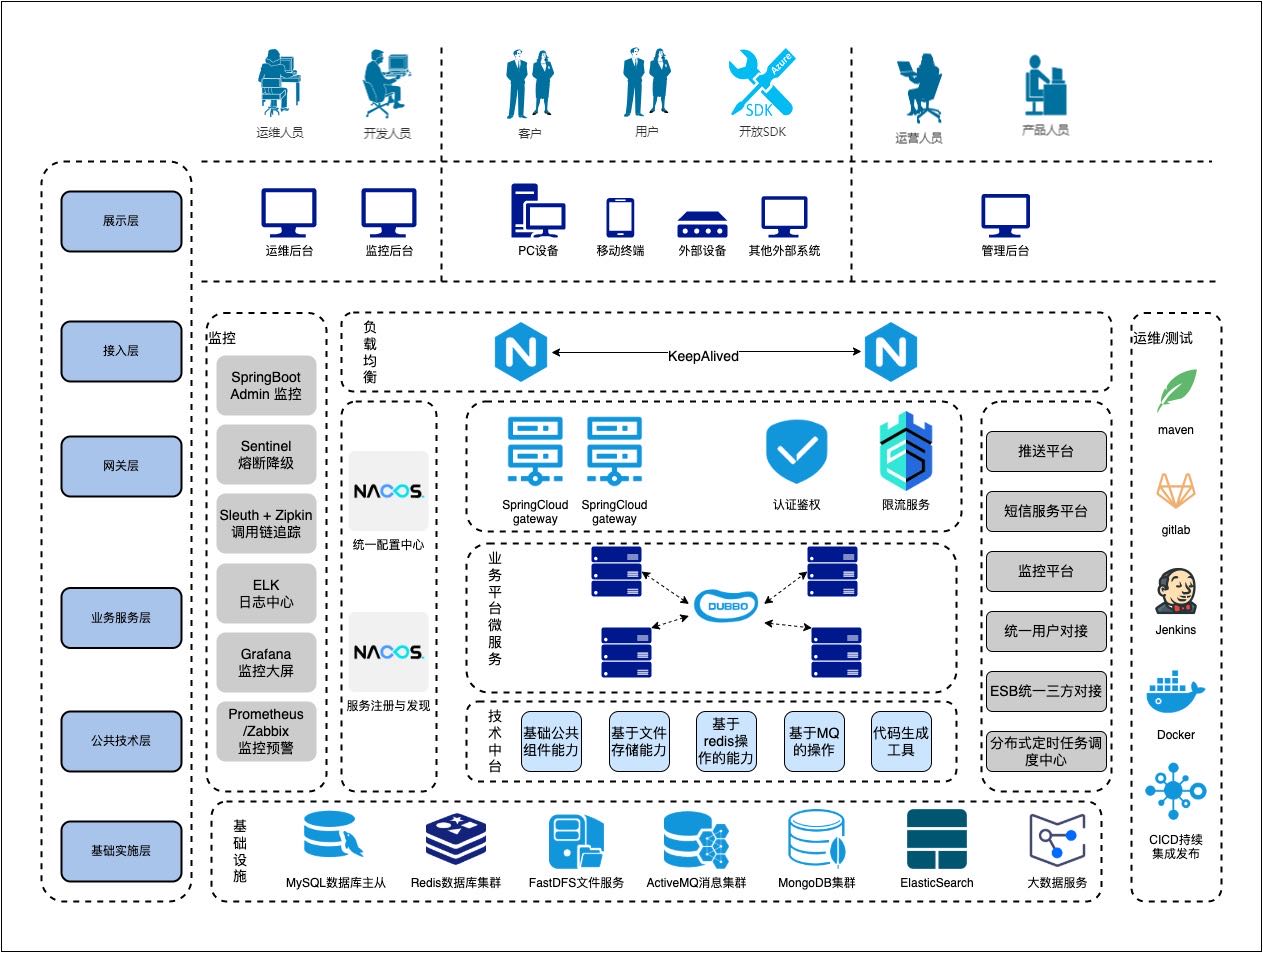 Azure
SDK
运维人员
开发人员
客户
用户
开放SDK
运营人员
产品人员
展示层
运维后台
监控后台
PC设备
移动终端
外部设备
其他外部系统
管理后台
接入层
网关层
业务服务层
公共技术层
基础实施层
监控
SpringBoot
Admin 监控
Sentinel
熔断降级
Sleuth + Zipkin
调用链追踪
ELK
日志中心
Grafana
监控大屏
Prometheus
/Zabbix
监控预警
负
载
均
衡
N
KeepAlived
N
NACOS.
统一配置中心
NACOS.
服务注册与发现
SpringCloud
gateway
SpringCloud
gateway
认证鉴权
限流服务
业
务
平
台
微
服
务
DUBBO
技
术
中
台
基础公共
组件能力
基于文件
存储能力
基于
redis操
作的能力
基于MQ
的操作
代码生成
工具
推送平台
短信服务平台
监控平台
统一用户对接
ESB统一三方对接
分布式定时任务调
度中心
运维/测试
maven
gitlab
Jenkins
Docker
CICD持续
集成发布
基
础
设
施
MySQL数据库主从
Redis数据库集群
FastDFS文件服务
ActiveMQ消息集群
MongoDB集群
ElasticSearch
大数据服务